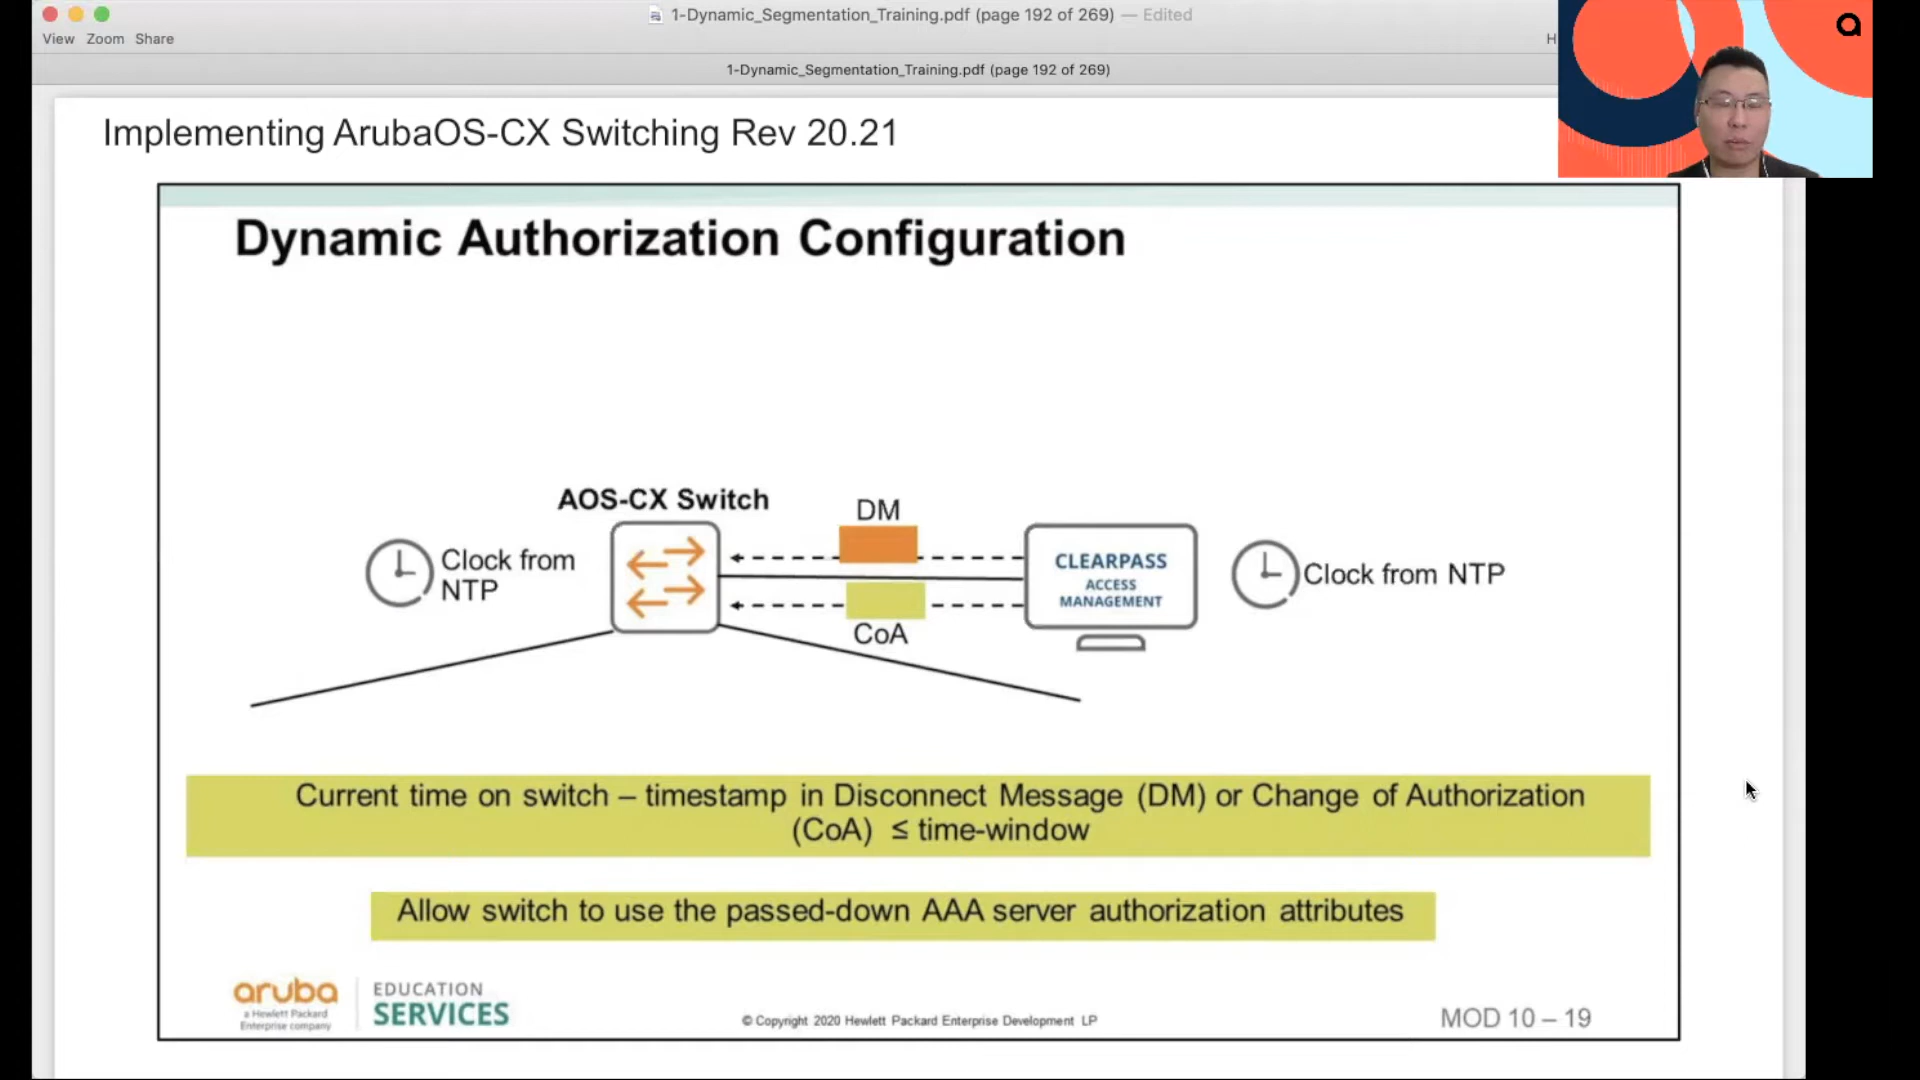 1-Dynamic_Segmentation_Training.pdf (page 192 of 269) — Edited
View Zoom Share
H
1-Dynamic_Segmentation_Training.pdf (page 192 of 269)
Implementing ArubaOS-CX Switching Rev 20.21
Dynamic Authorization Configuration
AOS-CX Switch
DM
Clock from
NTP
CLEARPASS
ACCESS
MANAGEMENT
Clock from NTP
CoA
Current time on switch – timestamp in Disconnect Message (DM) or Change of Authorization
(CoA) ≤ time-window
Allow switch to use the passed-down AAA server authorization attributes
aruba
a Hewlett Packard
Enterprise company
EDUCATION
SERVICES
© Copyright 2020 Hewlett Packard Enterprise Development LP
MOD 10 – 19